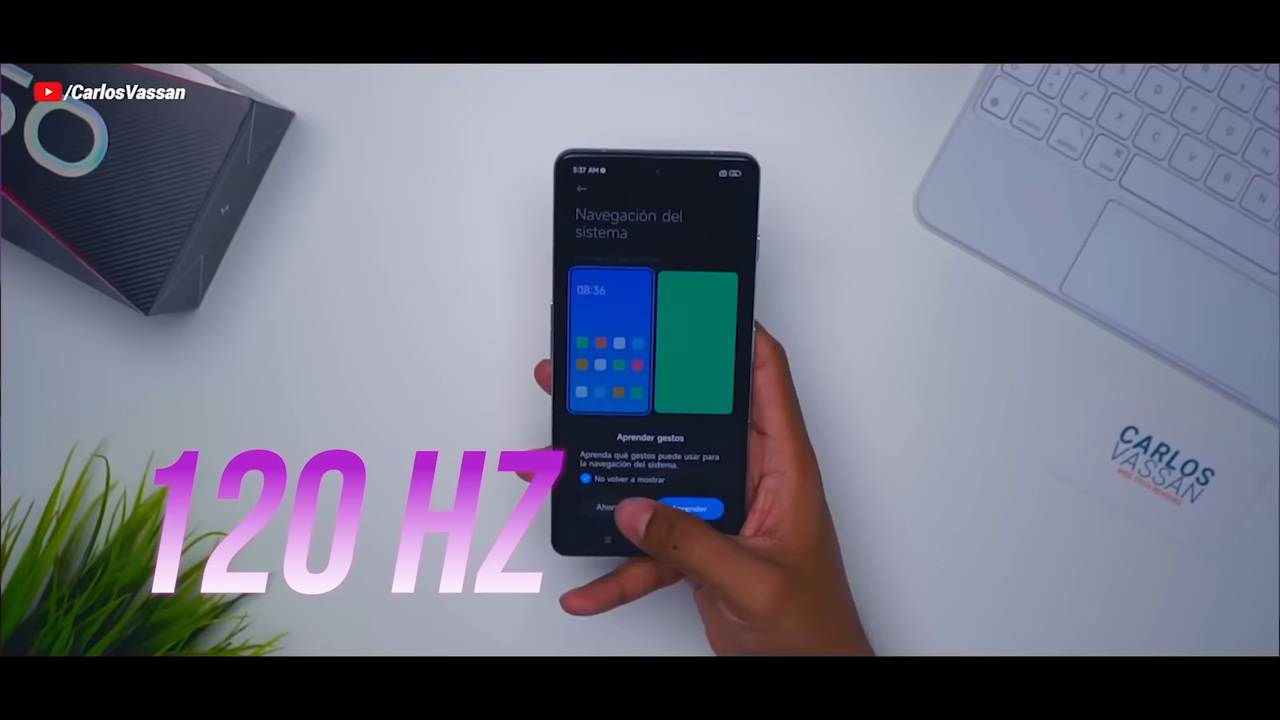 /CarlosVassan
3:37 AM
Navegación del
sistema
08:36
Aprender gestos
Aprenda qué gestos puede usar para
la navegación del sistema.
No volver a mostrar
120 HZ
CARLOS
VASSAN